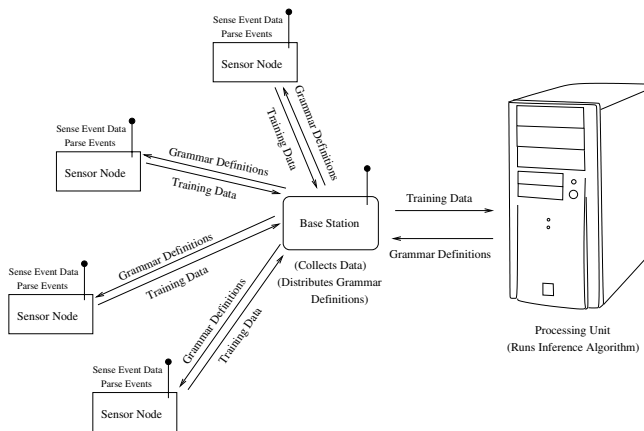 Sense Event Data
Parse Events
Sensor Node
Grammar Definitions
Training Data
Sense Event Data
Parse Events
Sensor Node
Grammar Definitions
Training Data
Base Station
Training Data
Grammar Definitions
(Collects Data)
(Distributes Grammar
Definitions)
Sense Event Data
Parse Events
Sensor Node
Grammar Definitions
Training Data
Sense Event Data
Parse Events
Sensor Node
Grammar Definitions
Training Data
Processing Unit
(Runs Inference Algorithm)